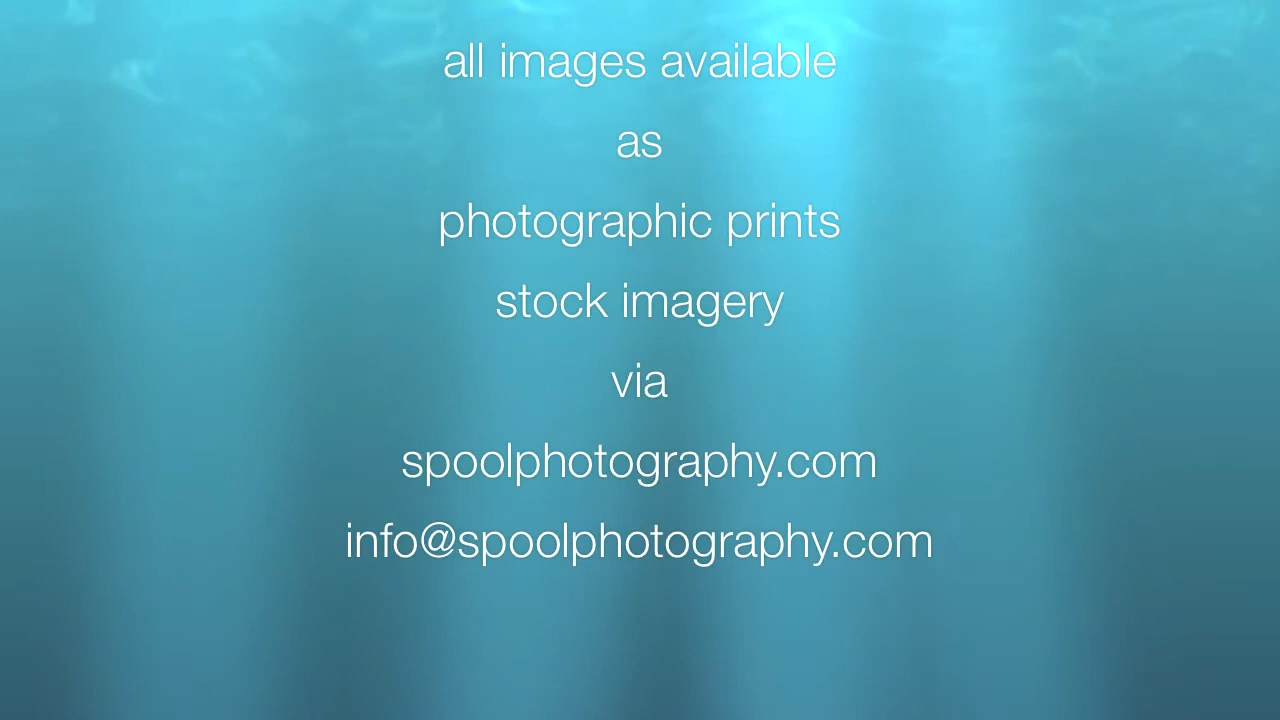 all images available
as
photographic prints
stock imagery
via
spoolphotography.com
info@spoolphotography.com